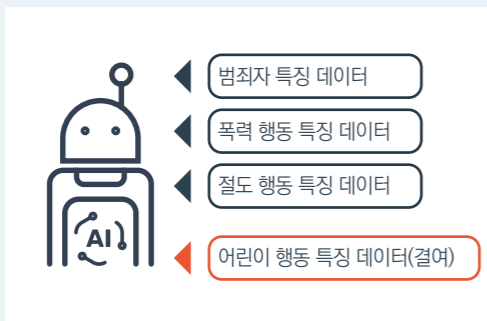 범죄자 특징 데이터
폭력 행동 특징 데이터
절도 행동 특징 데이터
AI
어린이 행동 특징 데이터(결여)